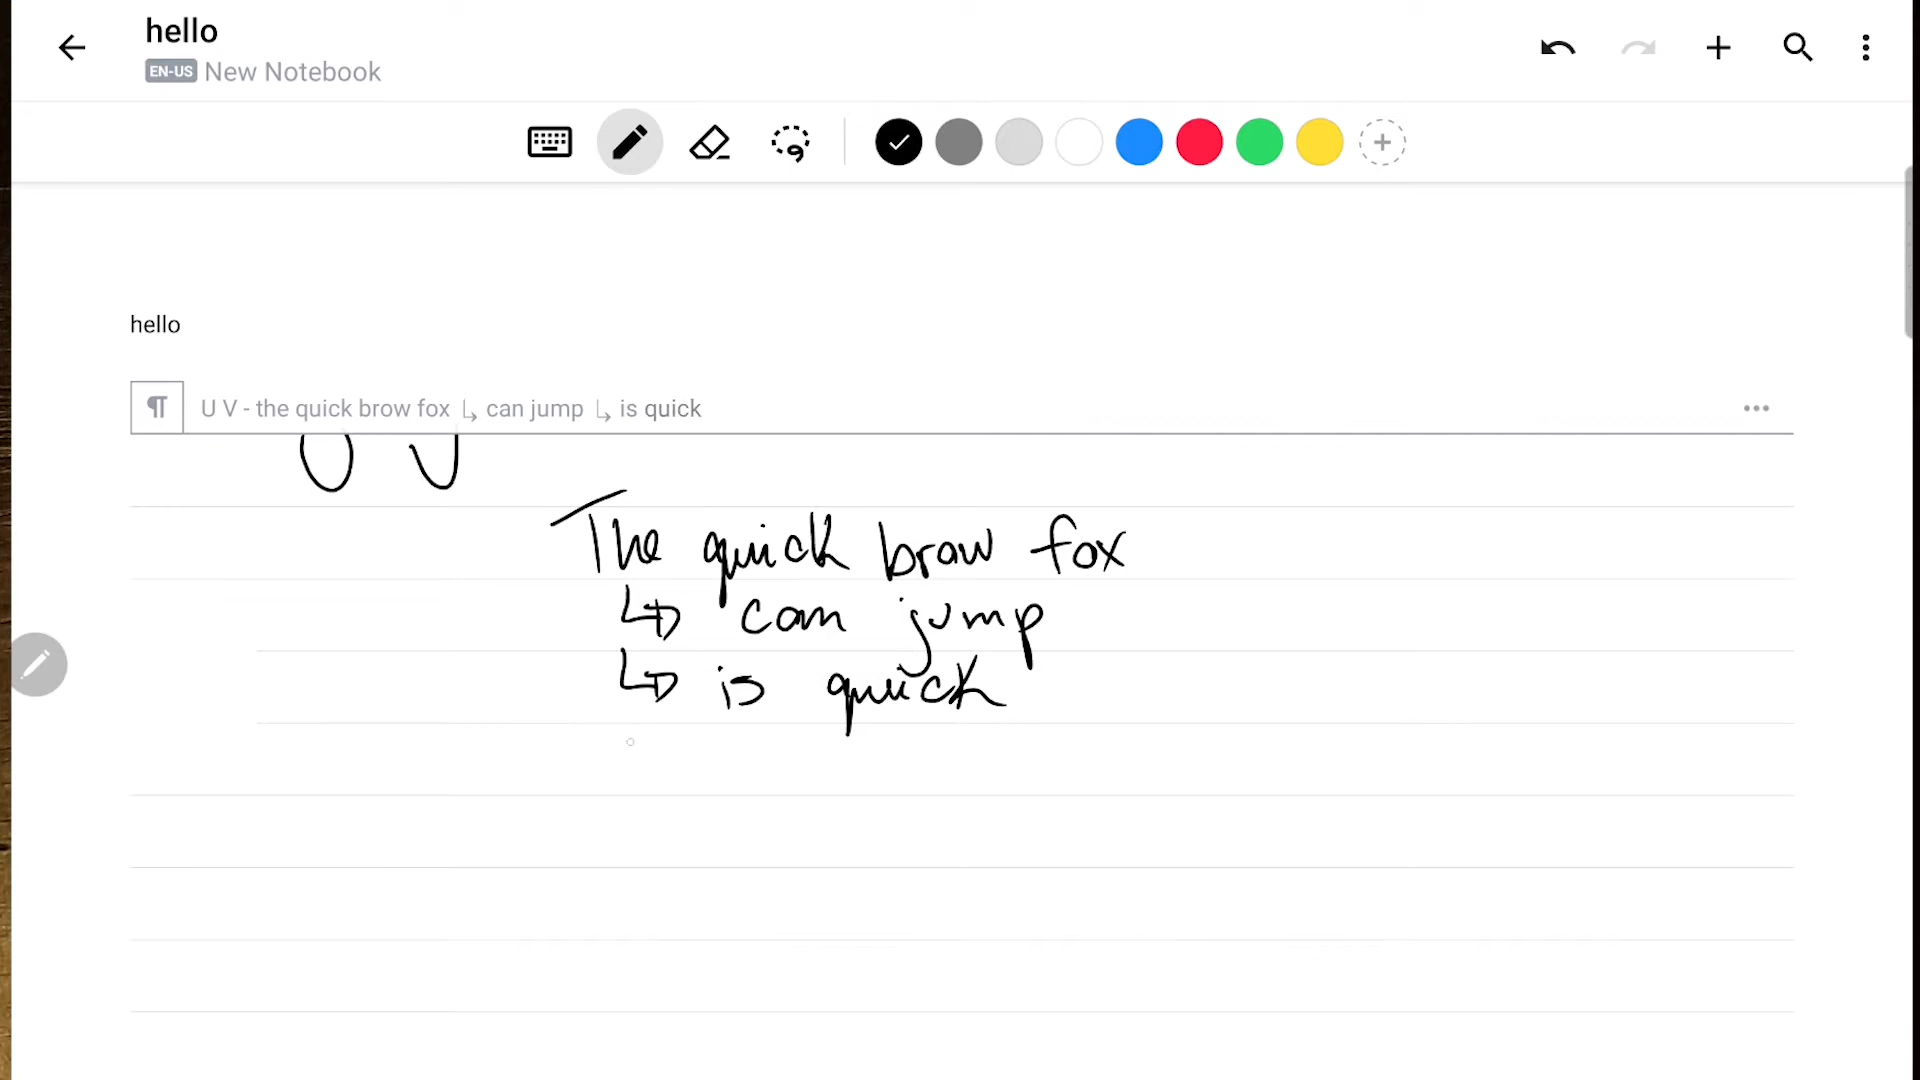 hello
EN-US New Notebook
hello
U V - the quick brow fox ↳ can jump ↳ is quick
U V
The quick brow fox
↳ can jump
↳ is quick